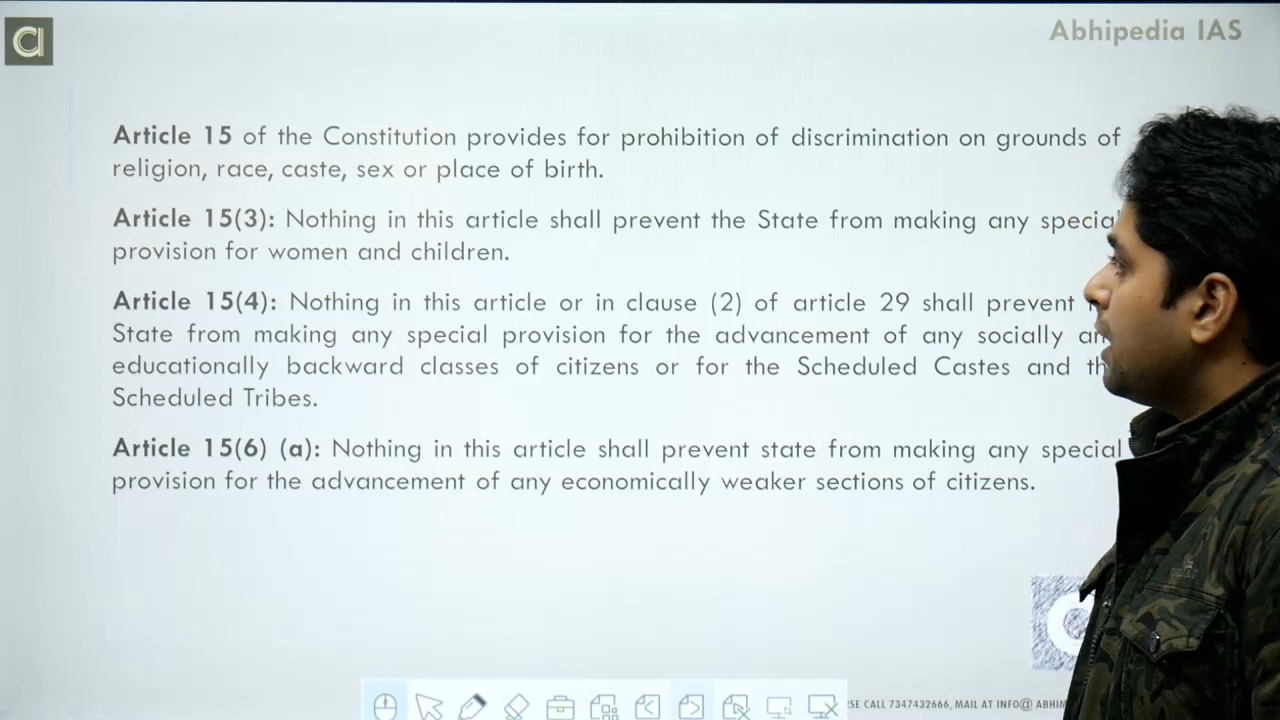 Abhipedia IAS
Article 15 of the Constitution provides for prohibition of discrimination on grounds of
religion, race, caste, sex or place of birth.
Article 15(3): Nothing in this article shall prevent the State from making any special
provision for women and children.
Article 15(4): Nothing in this article or in clause (2) of article 29 shall prevent
State from making any special provision for the advancement of any socially an
educationally backward classes of citizens or for the Scheduled Castes and th
Scheduled Tribes.
Article 15(6) (a): Nothing in this article shall prevent state from making any special
provision for the advancement of any economically weaker sections of citizens.
SE CALL 7347432666, MAIL AT INFO@ ABHIM